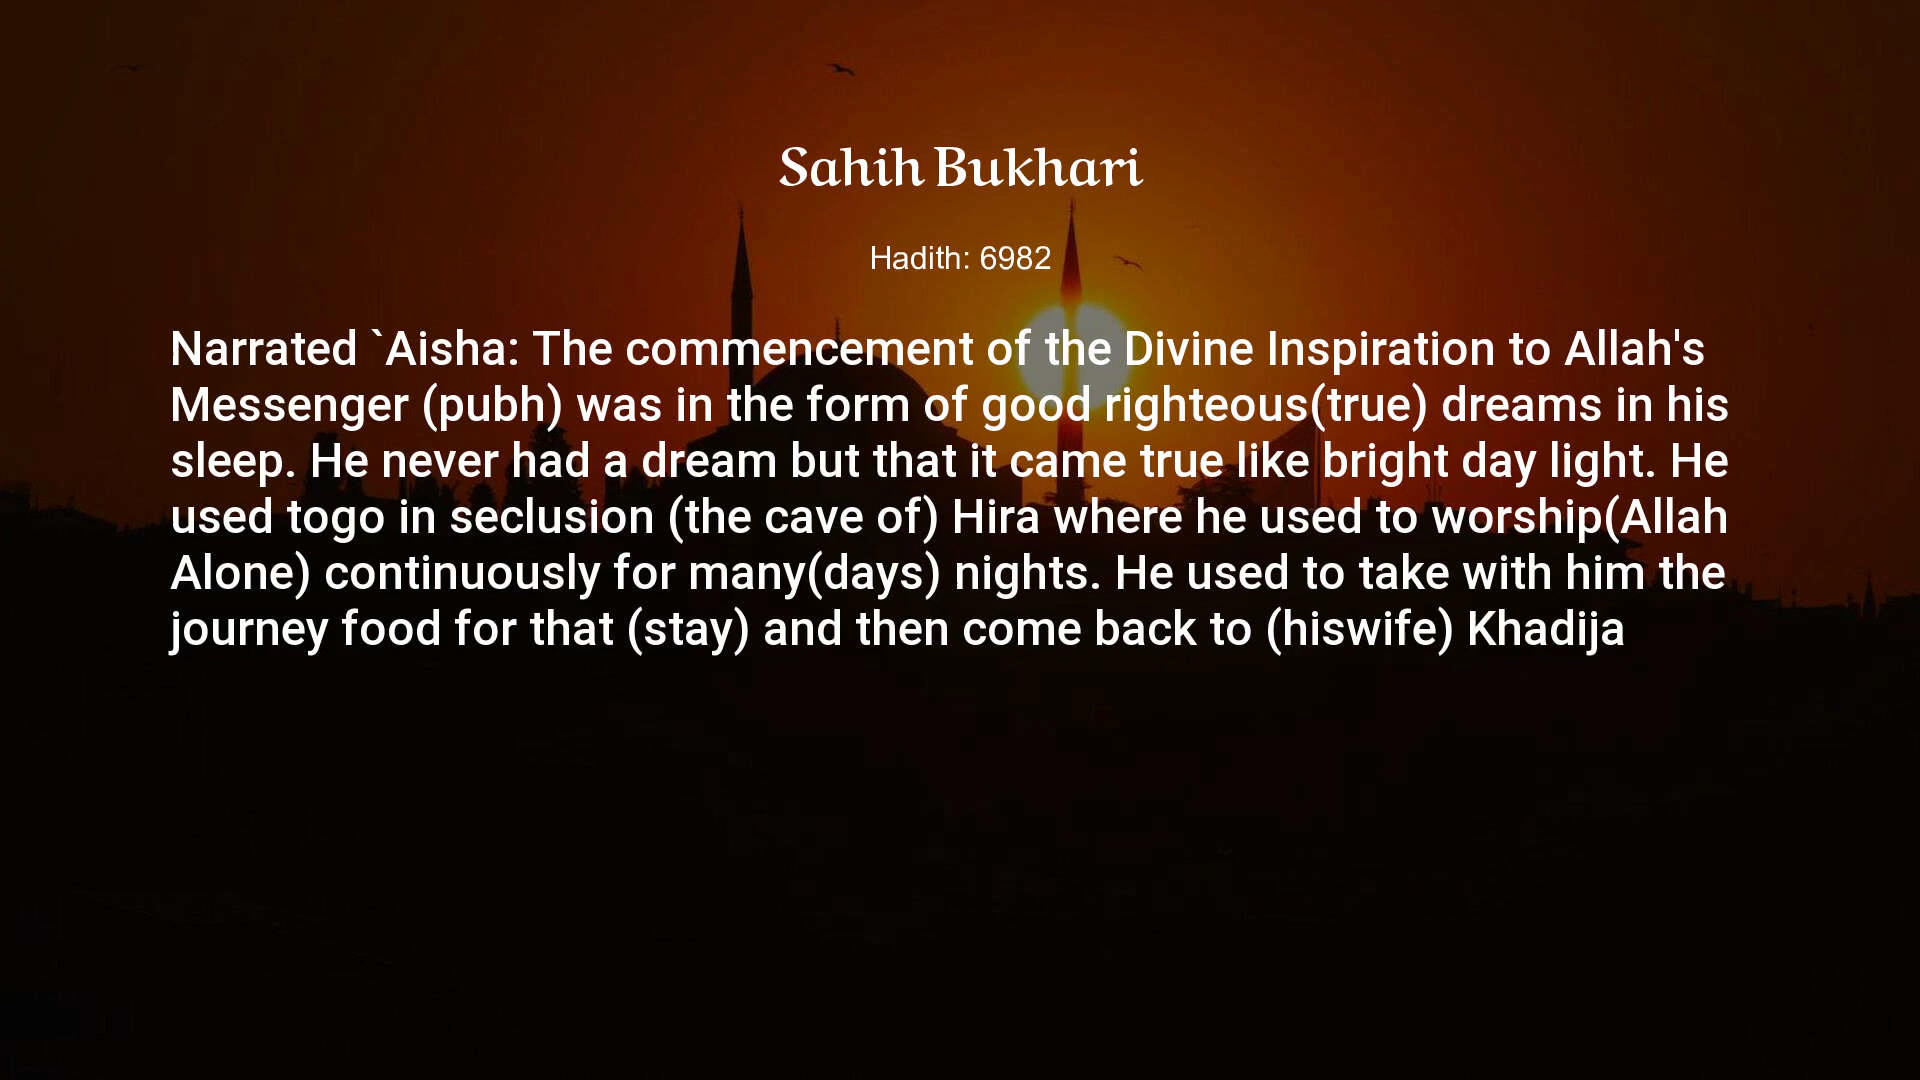 Sahih Bukhari
Hadith: 6982
Narrated `Aisha: The commencement of the Divine Inspiration to Allah's
Messenger (pubh) was in the form of good righteous(true) dreams in his
sleep. He never had a dream but that it came true like bright day light. He
used togo in seclusion (the cave of) Hira where he used to worship(Allah
Alone) continuously for many(days) nights. He used to take with him the
journey food for that (stay) and then come back to (hiswife) Khadija